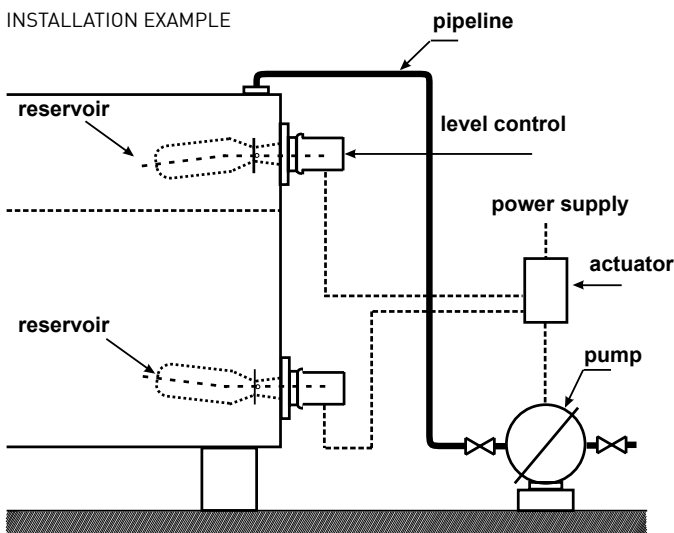 INSTALLATION EXAMPLE
pipeline
reservoir
level control
power supply
actuator
reservoir
pump